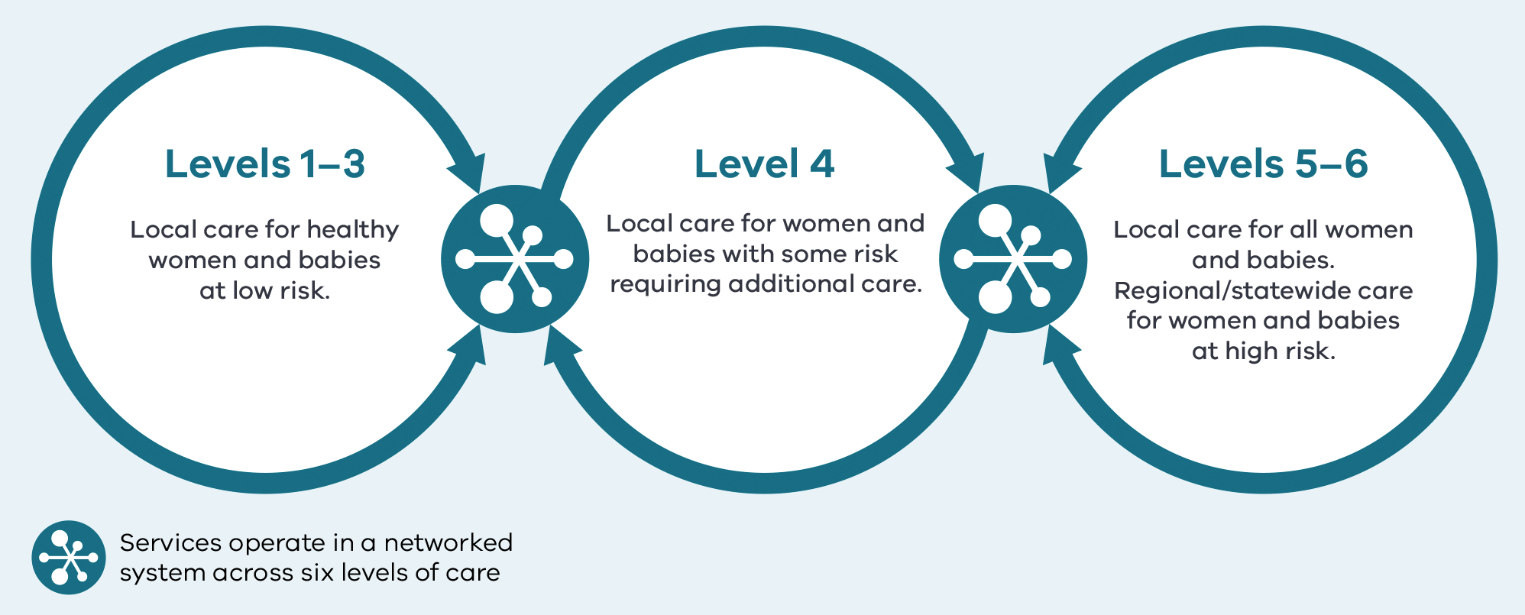 Levels 1–3
Local care for healthy
women and babies
at low risk.
Level 4
Local care for women and
babies with some risk
requiring additional care.
Levels 5–6
Local care for all women
and babies.
Regional/statewide care
for women and babies
at high risk.
Services operate in a networked
system across six levels of care